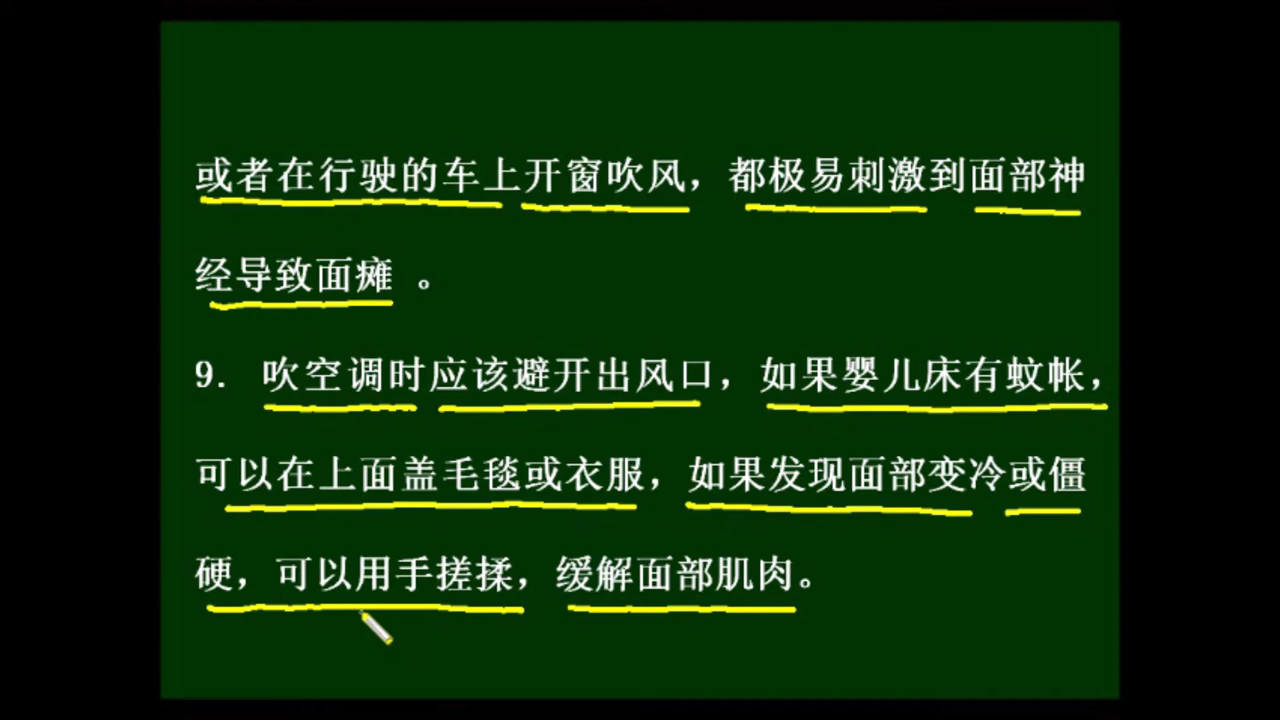 或者在行驶的车上开窗吹风，都极易刺激到面部神
经导致面瘫 。
9. 吹空调时应该避开出风口，如果婴儿床有蚊帐，
可以在上面盖毛毯或衣服，如果发现面部变冷或僵
硬，可以用手搓揉，缓解面部肌肉。